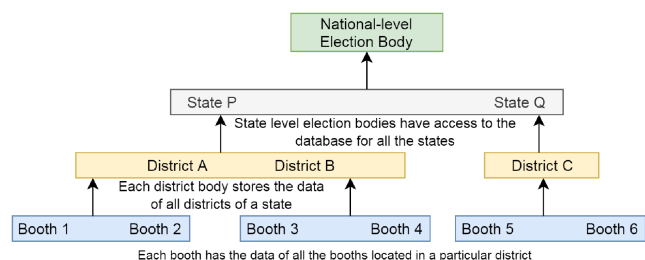 National-level
Election Body
State P State Q
State level election bodies have access to the
database for all the states
District A District B District C
Each district body stores the data
of all districts of a state
Booth 1 Booth 2 Booth 3 Booth 4 Booth 5 Booth 6
Each booth has the data of all the booths located in a particular district